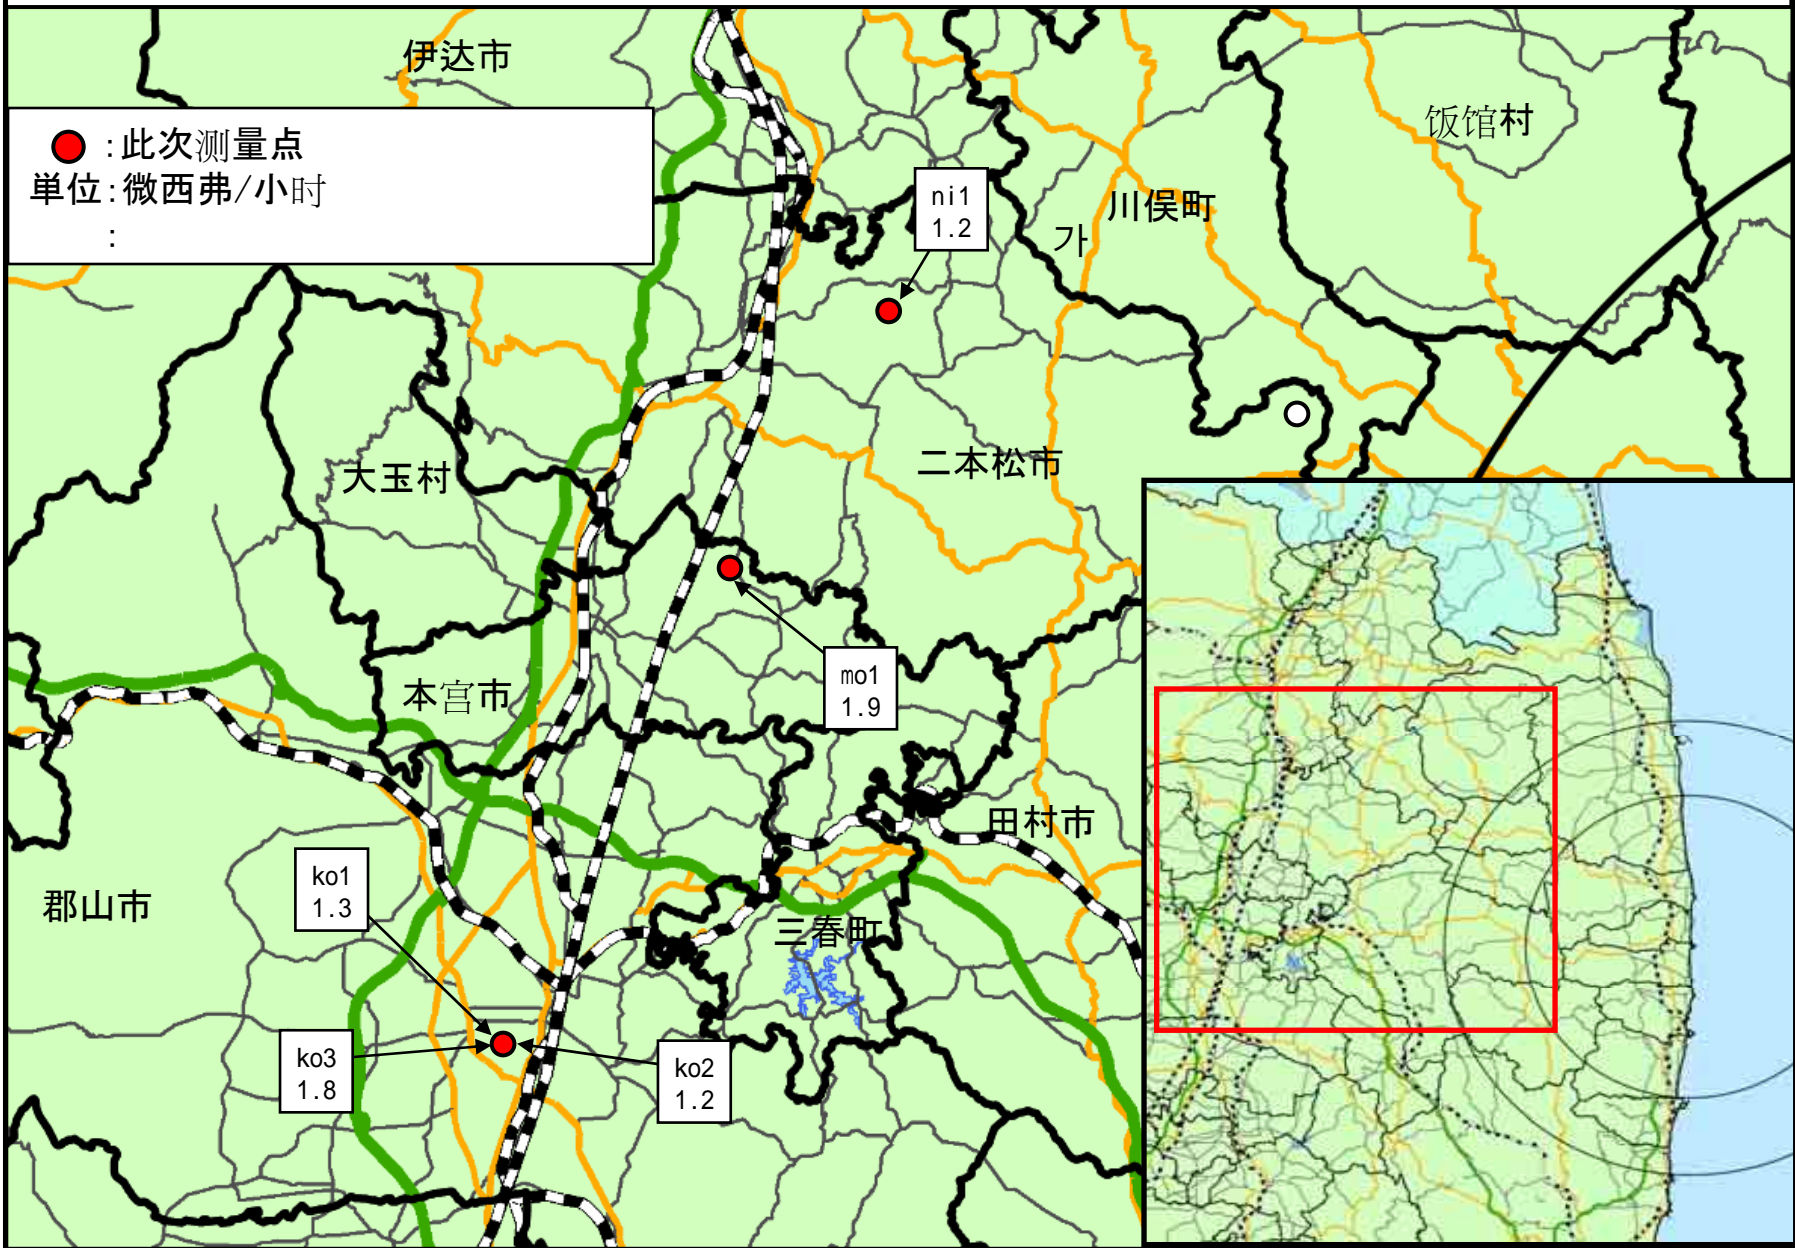 伊达市
:此次测量点
単位:微西弗/小时
:
饭馆村
ni1
1.2
川俣町
가
二本松市
大玉村
mo1
1.9
本宫市
田村市
ko1
1.3
郡山市
三春町
ko3
1.8
ko2
1.2